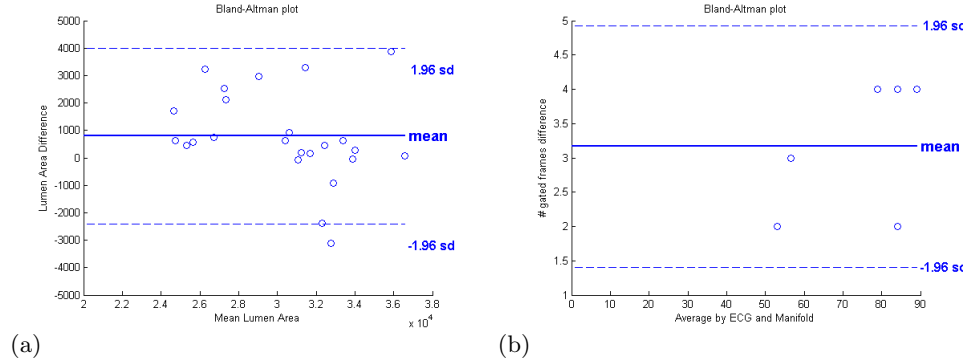 Bland-Altman plot
5000
4000
3000
2000
1000
0
-1000
-2000
-3000
-4000
-5000
Lumen Area Difference
1.96 sd
mean
-1.96 sd
2 2.2 2.4 2.6 2.8 3 3.2 3.4 3.6 3.8
x 10^4
Mean Lumen Area
(a)
Bland-Altman plot
5
4.5
4
3.5
3
2.5
2
1.5
1
# gated frames difference
1.96 sd
mean
-1.96 sd
0 10 20 30 40 50 60 70 80 90
Average by ECG and Manifold
(b)